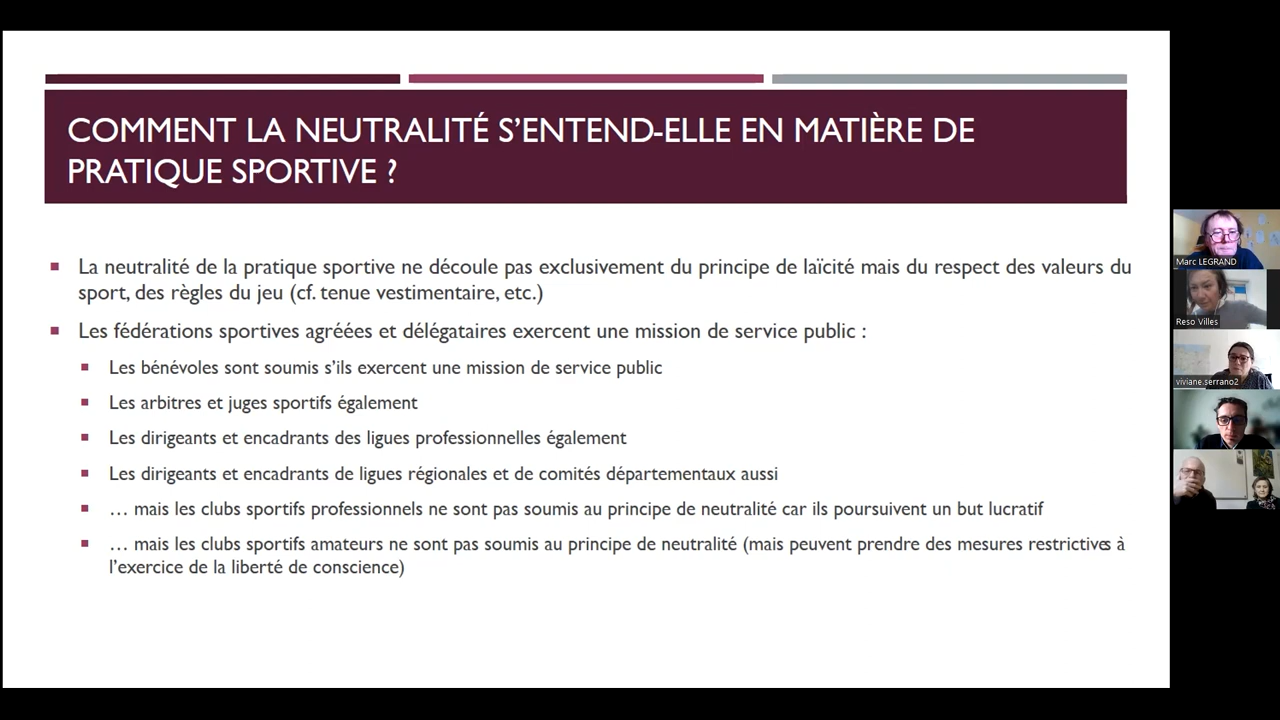 COMMENT LA NEUTRALITÉ S'ENTEND-ELLE EN MATIÈRE DE
PRATIQUE SPORTIVE ?
La neutralité de la pratique sportive ne découle pas exclusivement du principe de laïcité mais du respect des valeurs du
sport, des règles du jeu (cf. tenue vestimentaire, etc.)
Les fédérations sportives agréées et délégataires exercent une mission de service public :
Les bénévoles sont soumis s'ils exercent une mission de service public
Les arbitres et juges sportifs également
Les dirigeants et encadrants des ligues professionnelles également
Les dirigeants et encadrants de ligues régionales et de comités départementaux aussi
… mais les clubs sportifs professionnels ne sont pas soumis au principe de neutralité car ils poursuivent un but lucratif
… mais les clubs sportifs amateurs ne sont pas soumis au principe de neutralité (mais peuvent prendre des mesures restrictives à
l'exercice de la liberté de conscience)
Marc LEGRAND
Reso Villes
viviane.serrano2